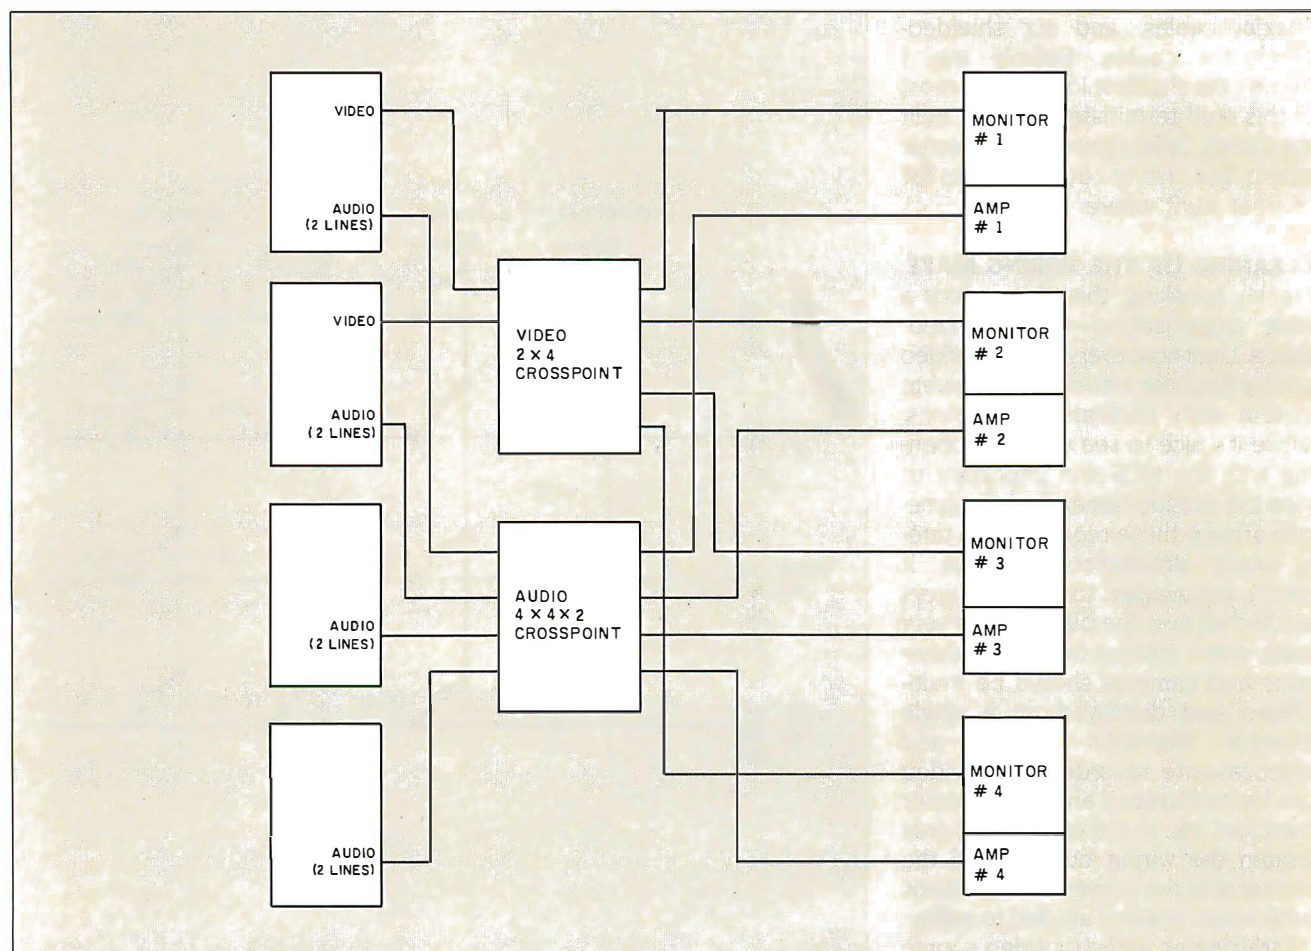 VIDEO
AUDIO
(2 LINES)
VIDEO
AUDIO
(2 LINES)
AUDIO
(2 LINES)
AUDIO
(2 LINES)
VIDEO
2 × 4
CROSSPOINT
AUDIO
4 × 4 × 2
CROSSPOINT
MONITOR
# 1
AMP
# 1
MONITOR
# 2
AMP
# 2
MONITOR
# 3
AMP
# 3
MONITOR
# 4
AMP
# 4